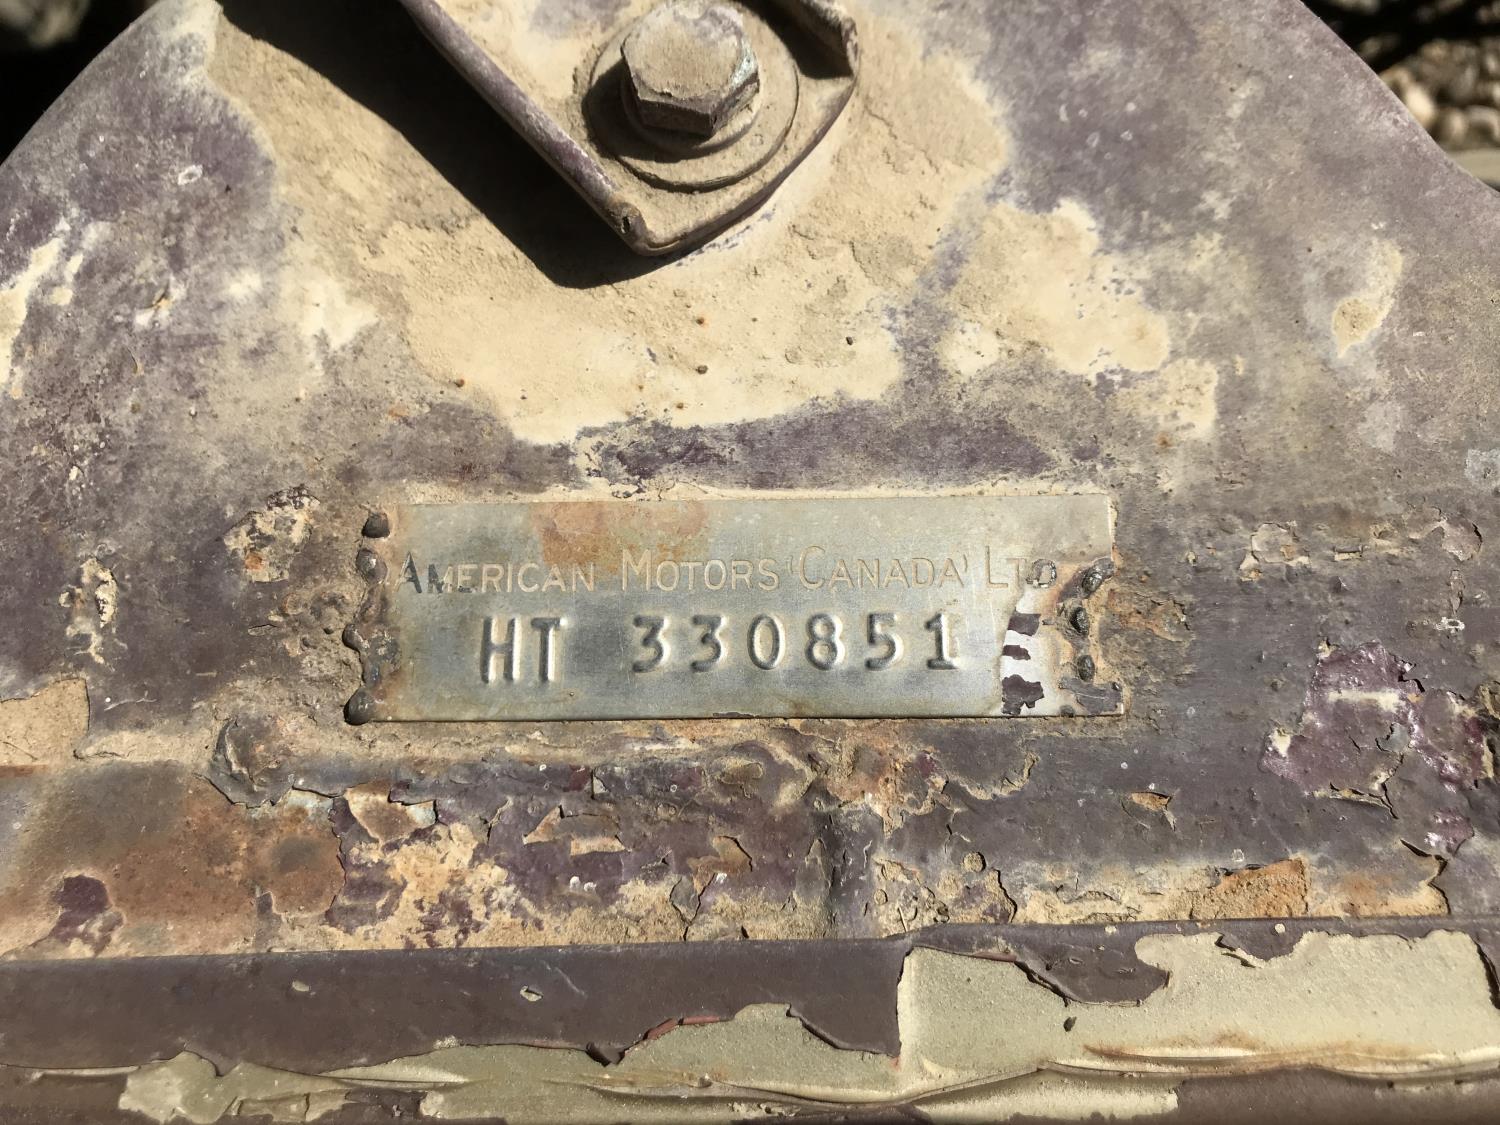 AMERICAN MOTORS (CANADA) LTD
HT 330851